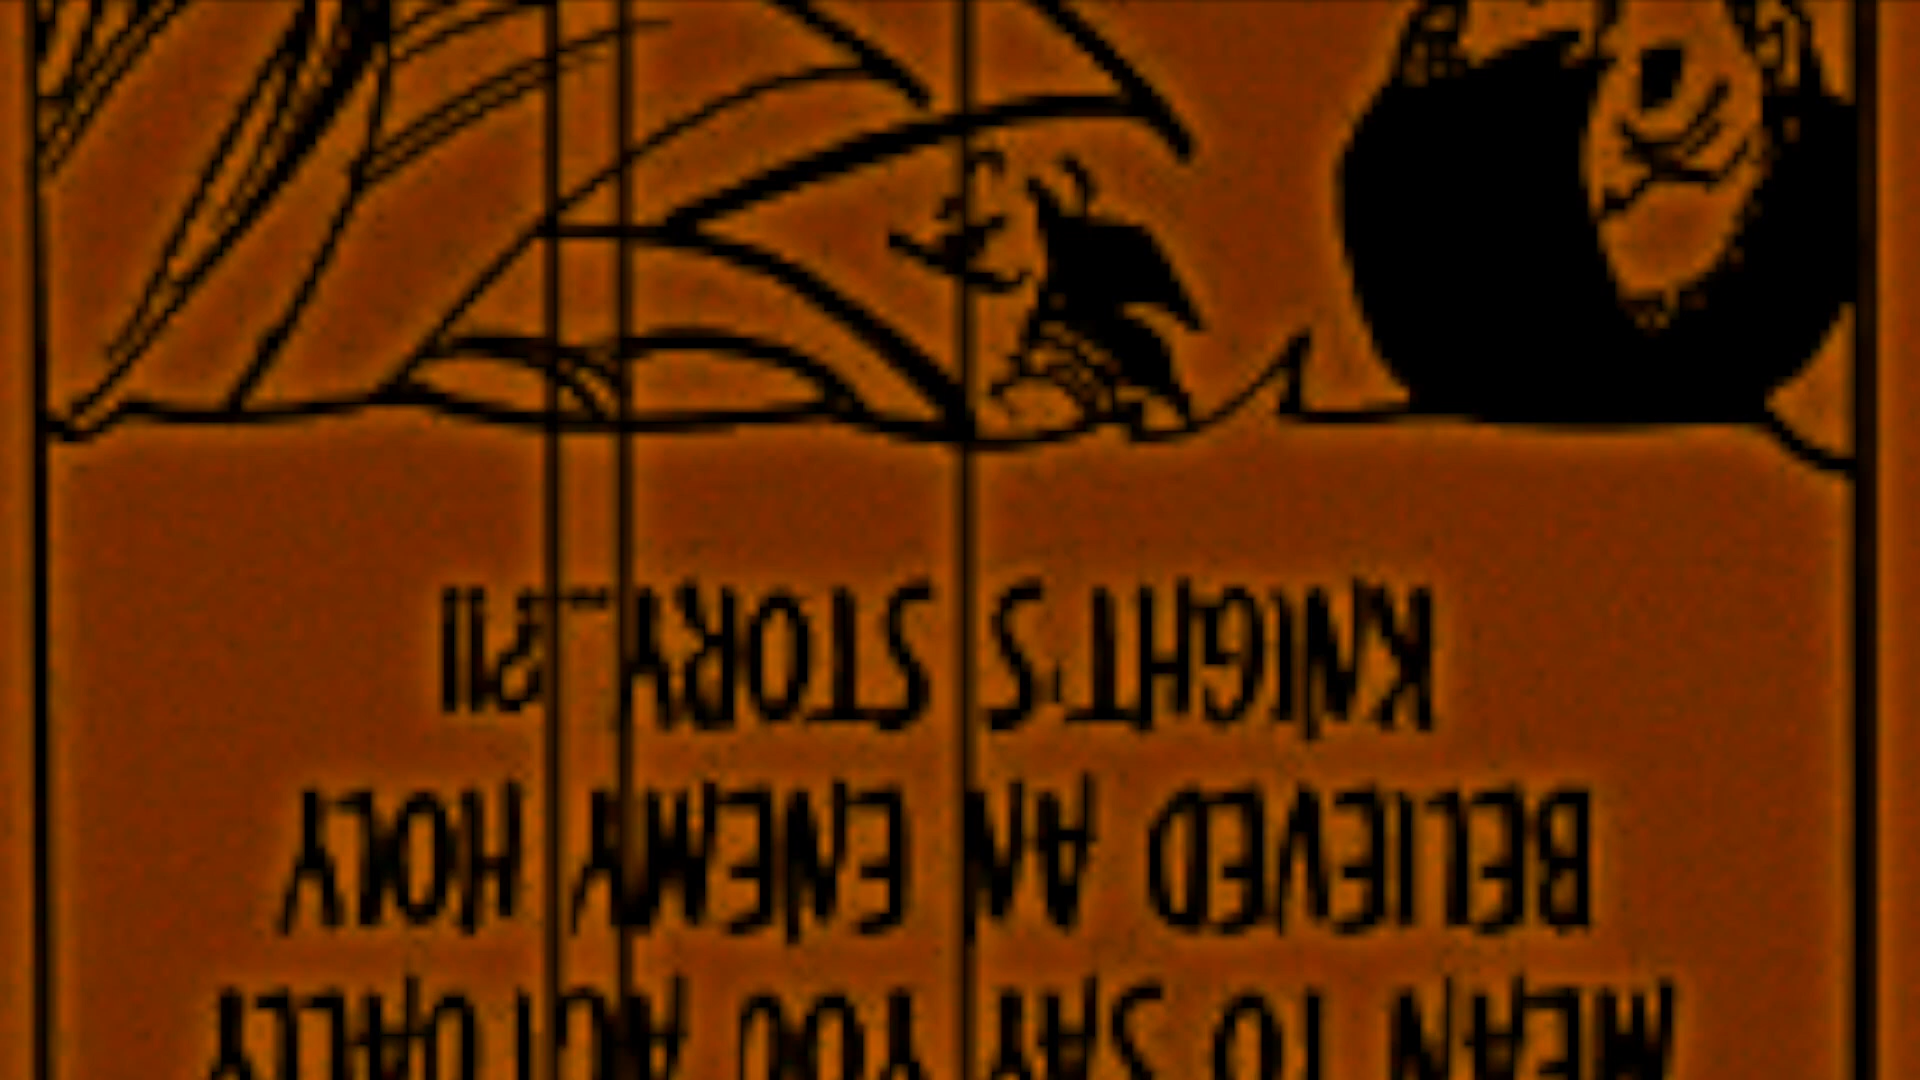 MEAN TO SAY YOU ACTUALLY
BELIEVED AN ENEMY HOLY
KNIGHT'S STORY...?!!